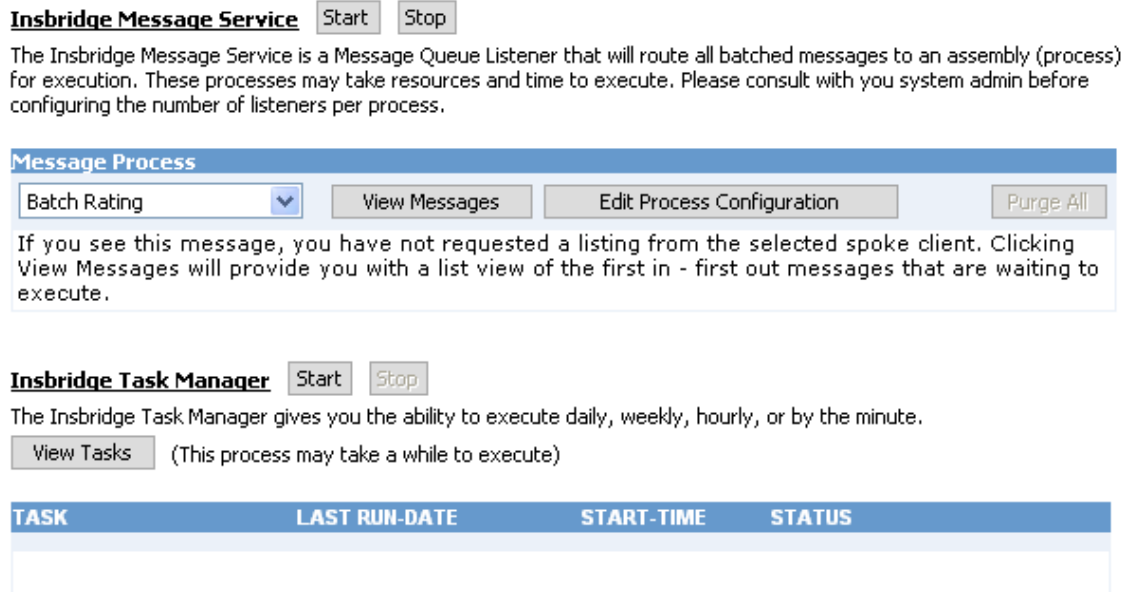 Insbridge Message Service Start Stop
The Insbridge Message Service is a Message Queue Listener that will route all batched messages to an assembly (process)
for execution. These processes may take resources and time to execute. Please consult with you system admin before
configuring the number of listeners per process.
Message Process
Batch Rating View Messages Edit Process Configuration Purge All
If you see this message, you have not requested a listing from the selected spoke client. Clicking
View Messages will provide you with a list view of the first in - first out messages that are waiting to
execute.
Insbridge Task Manager Start Stop
The Insbridge Task Manager gives you the ability to execute daily, weekly, hourly, or by the minute.
View Tasks (This process may take a while to execute)
TASK LAST RUN-DATE START-TIME STATUS